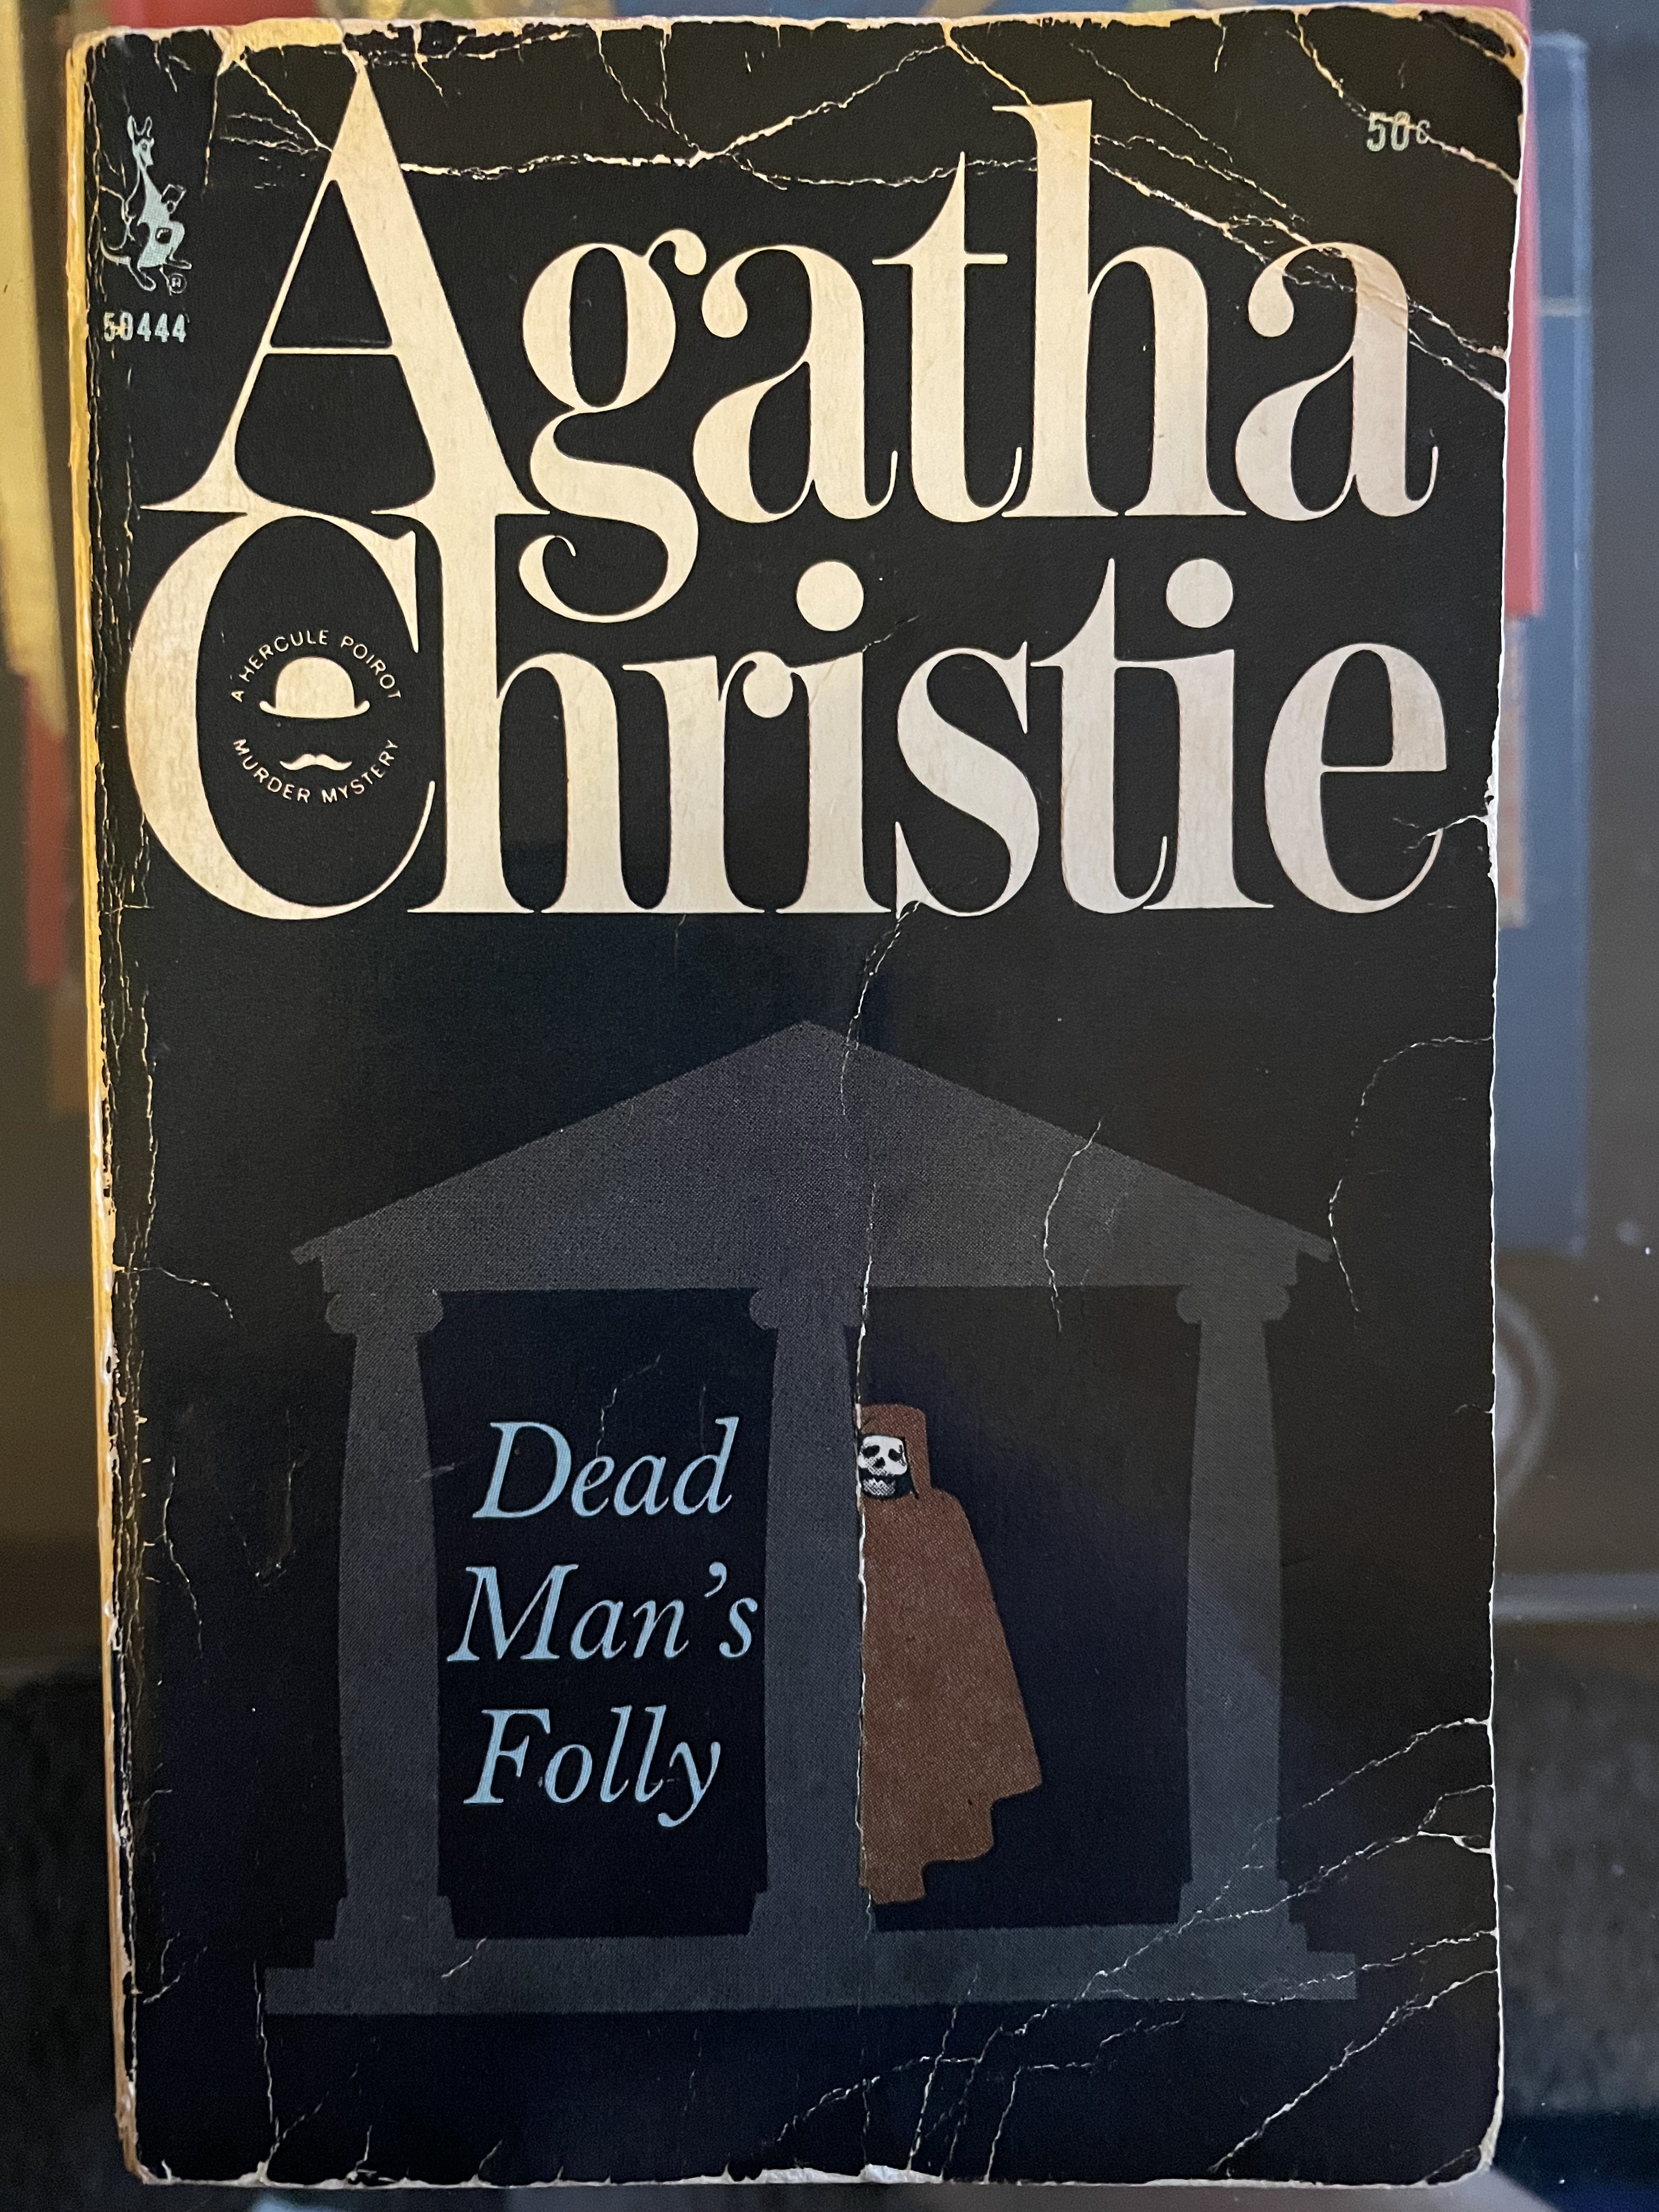 50¢
50444
Agatha
Christie
A HERCULE POIROT
MURDER MYSTERY
Dead
Man's
Folly